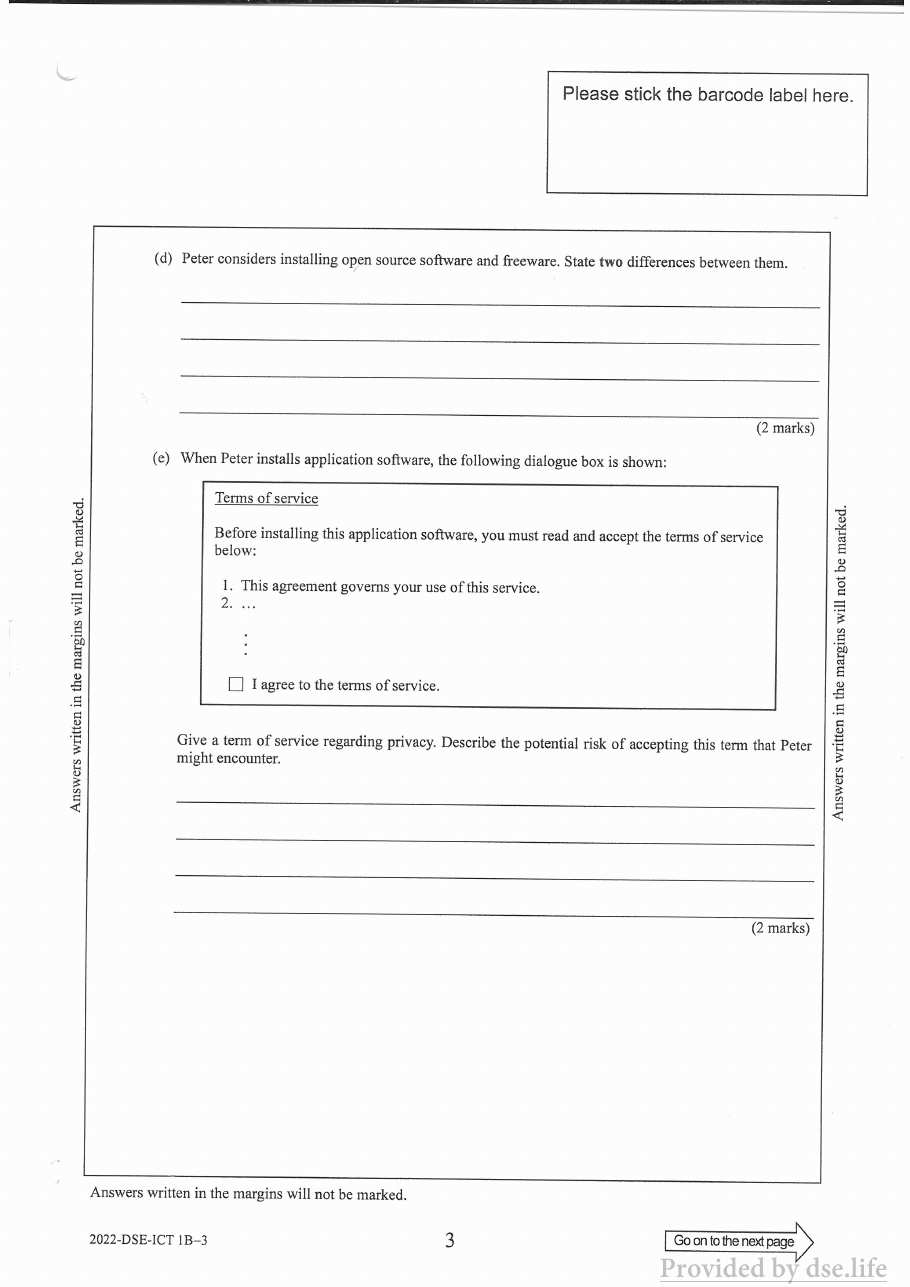 Please stick the barcode label here.
(d) Peter considers installing open source software and freeware. State two differences between them.
(2 marks)
(e) When Peter installs application software, the following dialogue box is shown:
Terms of service
Before installing this application software, you must read and accept the terms of service
below:
1. This agreement governs your use of this service.
2. ...
:
I agree to the terms of service.
Give a term of service regarding privacy. Describe the potential risk of accepting this term that Peter
might encounter.
(2 marks)
Answers written in the margins will not be marked.
Answers written in the margins will not be marked.
Answers written in the margins will not be marked.
2022-DSE-ICT 1B–3
3
Go on to the next page
Provided by dse.life